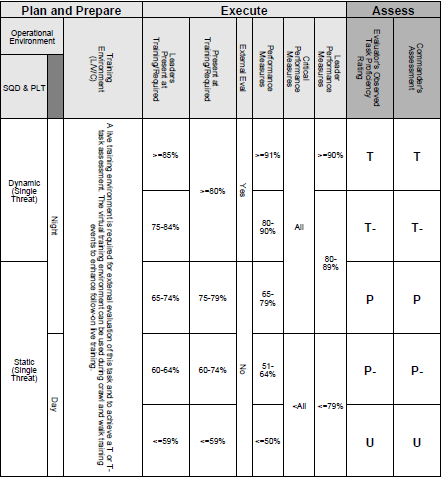 Plan and Prepare
Execute
Assess
Operational
Environment
SQD & PLT
Training
Environment
(L/V/C)
Leaders
Present at
Training/Required
Present at
Training/Required
External Eval
Performance
Measures
Critical
Performance
Measures
Leader
Performance
Measures
Evaluator's Observed
Task Proficiency
Rating
Commander's
Assessment
Dynamic
(Single
Threat)
Night
A live training environment is required for external evaluation of this task and to achieve a T or T-
task assessment. The virtual training environment can be used during crawl and walk training
events to enhance follow-on live training.
>=85%
>=80%
Yes
>=91%
All
>=90%
T
T
75-84%
80-
90%
80-
89%
T-
T-
Static
(Single
Threat)
65-74%
75-79%
No
65-
79%
P
P
Day
60-64%
60-74%
51-
64%
<All
<=79%
P-
P-
<=59%
<=59%
<=50%
U
U